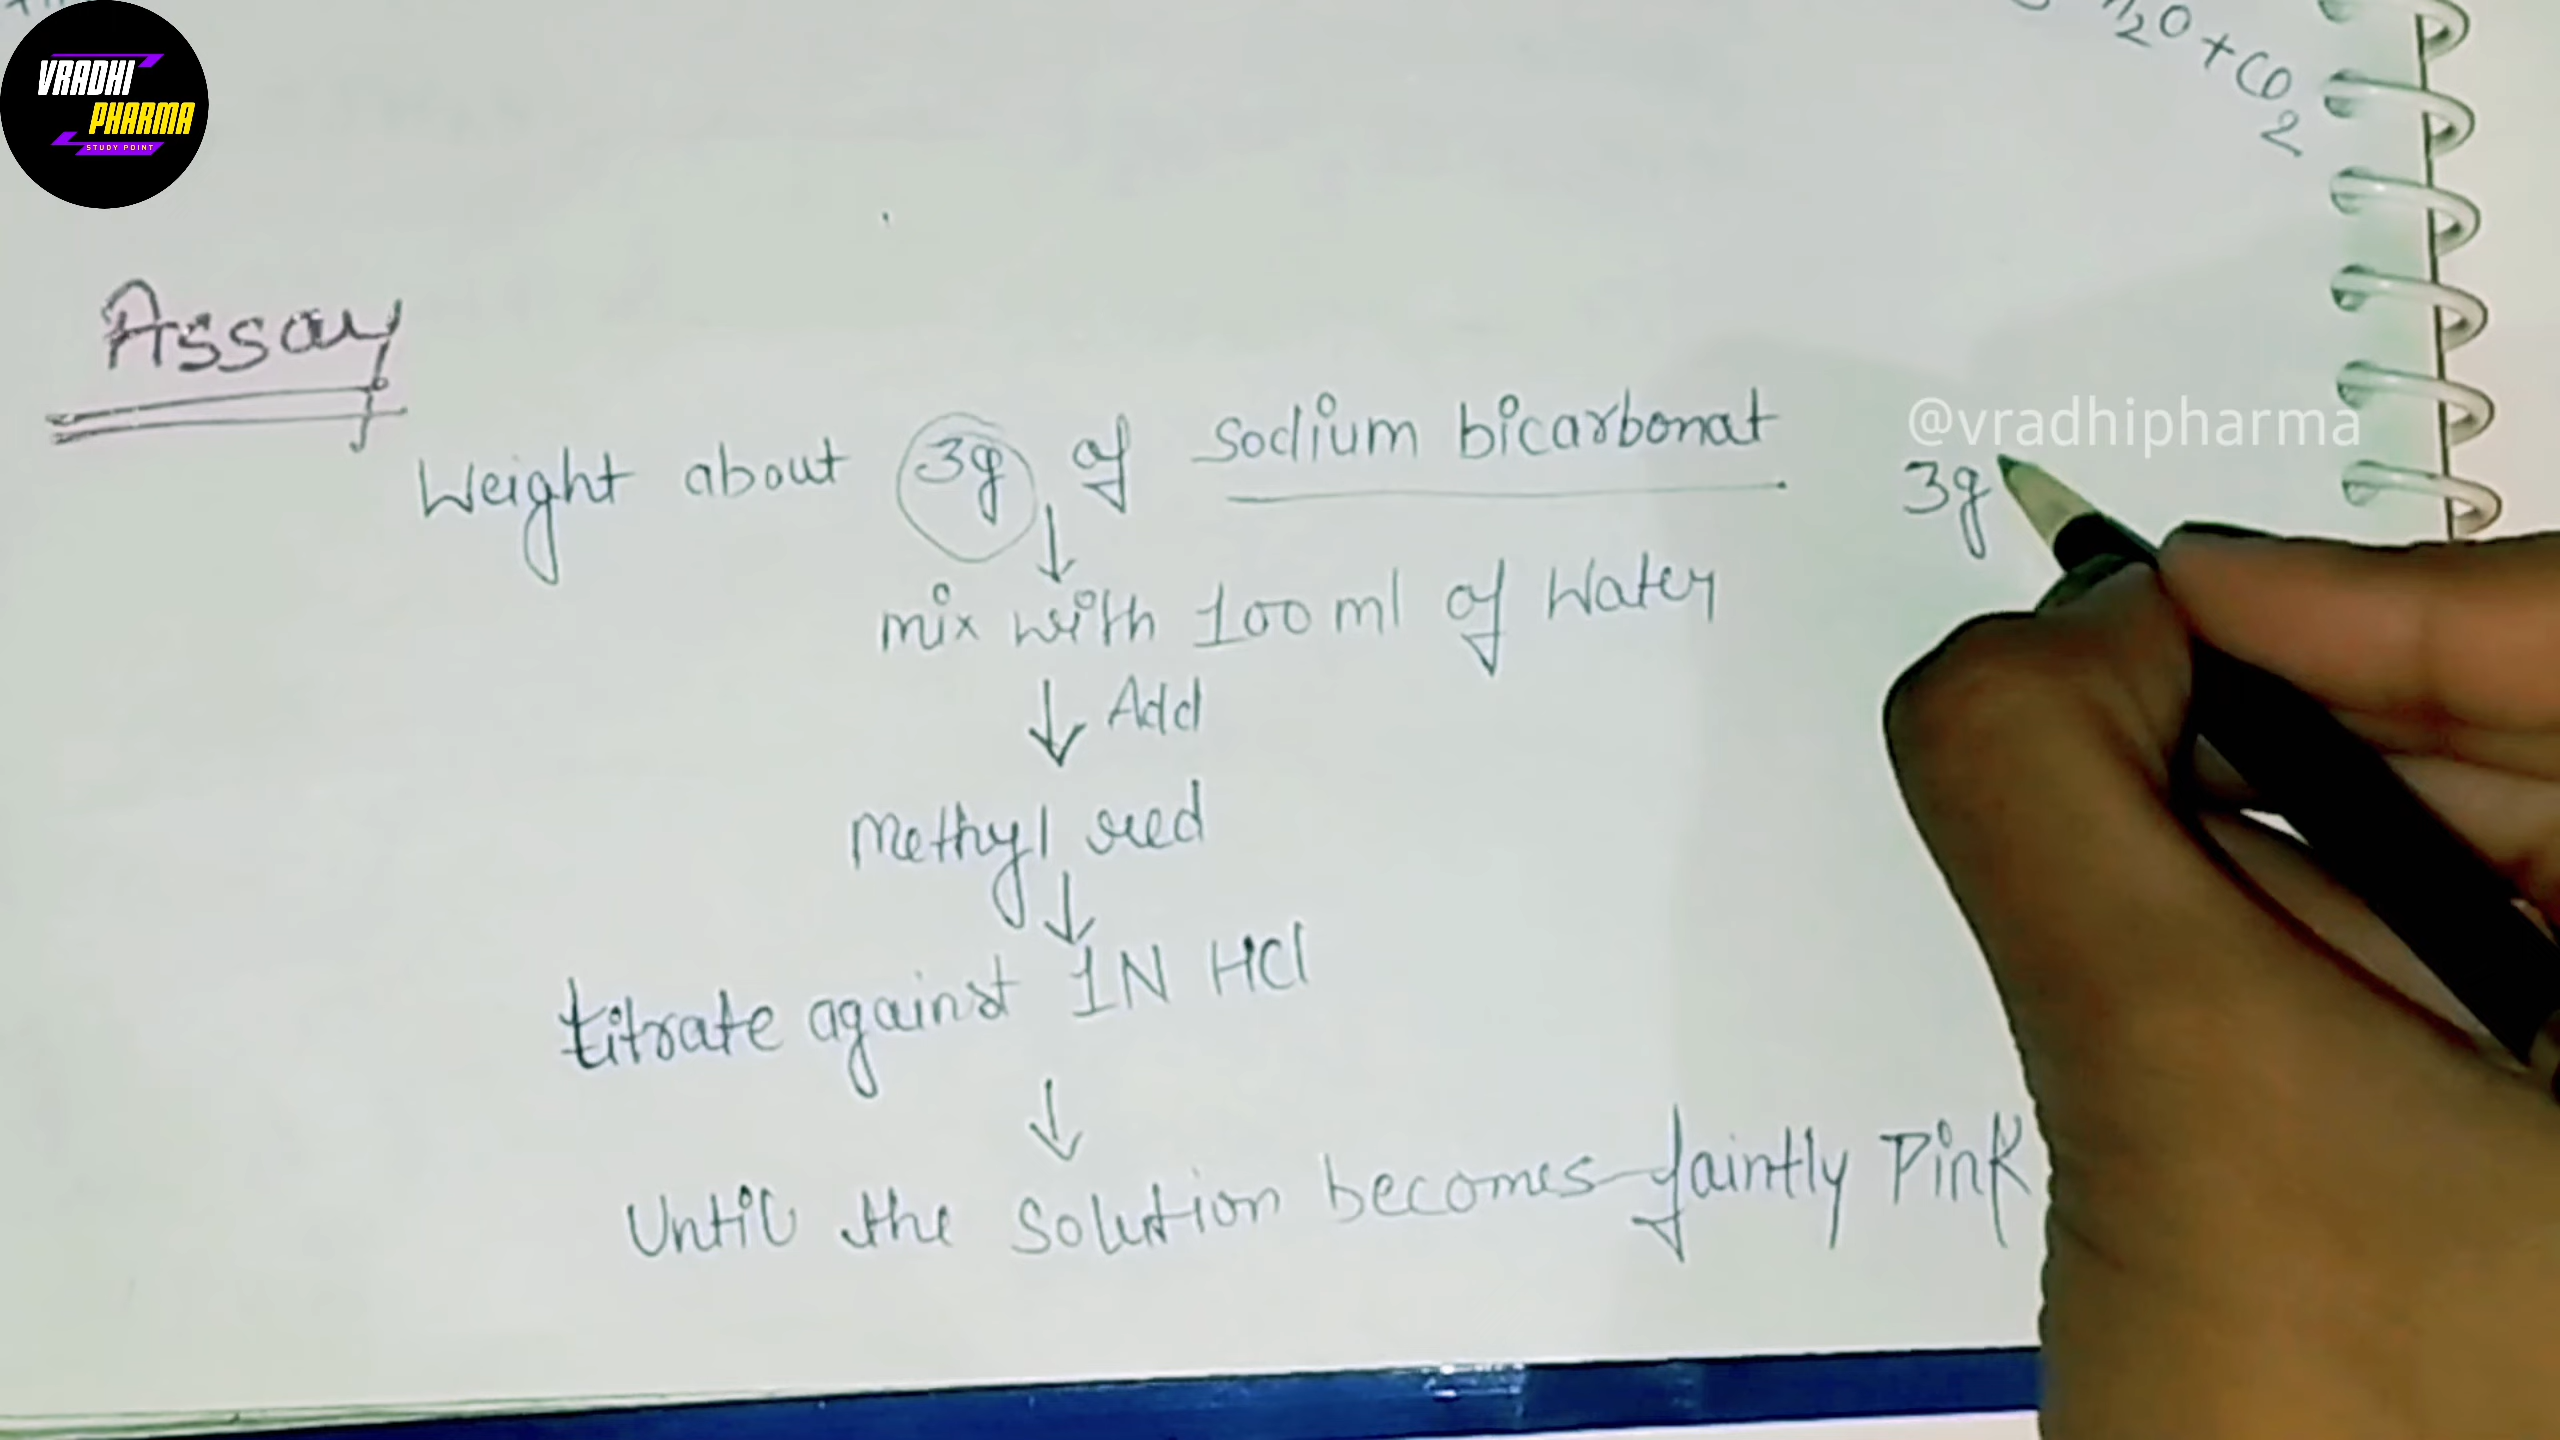 VRADHI
PHARMA
STUDY POINT
H2O + CO2
Assay
@vradhipharma
Weight about 3g of sodium bicarbonat
3g
mix with 100 ml of Water
Add
Methyl red
titrate against 1N HCl
Until the solution becomes faintly Pink